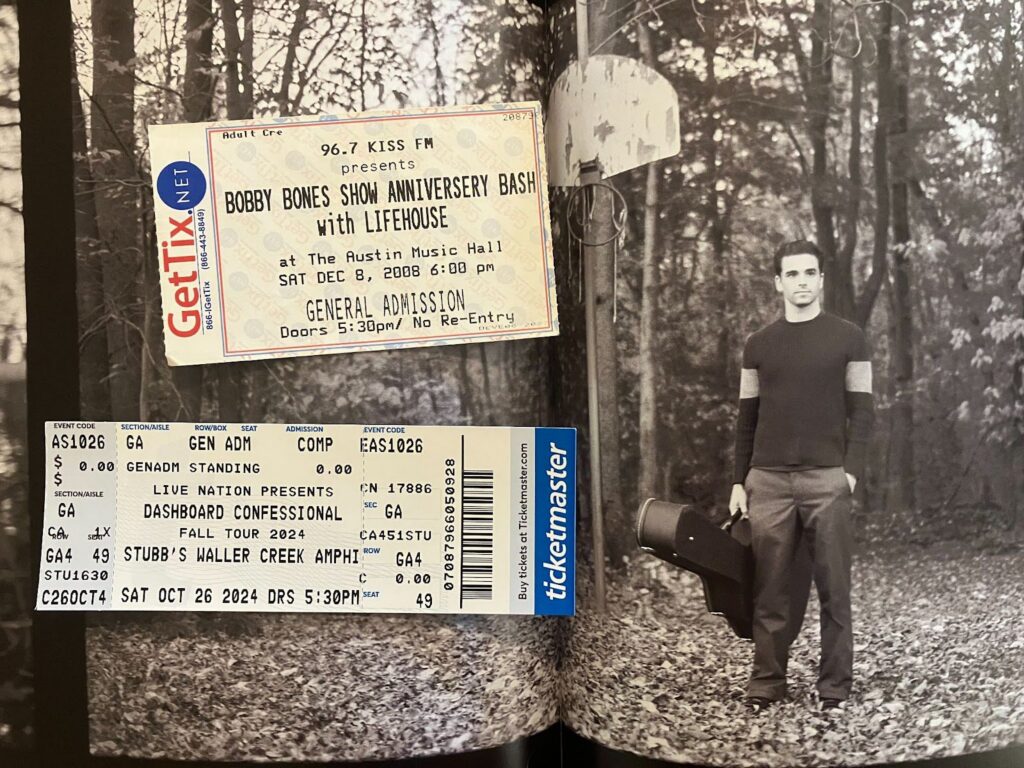 Adult Cre
20873
96.7 KISS FM
presents
BOBBY BONES SHOW ANNIVERSERY BASH
with LIFEHOUSE
at The Austin Music Hall
SAT DEC 8, 2008 6:00 pm
GENERAL ADMISSION
Doors 5:30pm/ No Re-Entry
GetTix.NET
866-iGetTix (866-443-8849)
EVENT CODE
AS1026
$ 0.00
$
SECTION/AISLE
GA
CA 1X
ROW SEAT
GA4 49
STU1630
C26OCT4
SECTION/AISLE ROW/BOX SEAT ADMISSION
GA GEN ADM COMP
GENADM STANDING 0.00
LIVE NATION PRESENTS
DASHBOARD CONFESSIONAL
FALL TOUR 2024
STUBB'S WALLER CREEK AMPHI
SAT OCT 26 2024 DRS 5:30PM
EVENT CODE
EAS1026
CN 17886
SEC GA
CA451STU
ROW GA4
C 0.00
SEAT 49
07087966050928
Buy tickets at Ticketmaster.com
ticketmaster